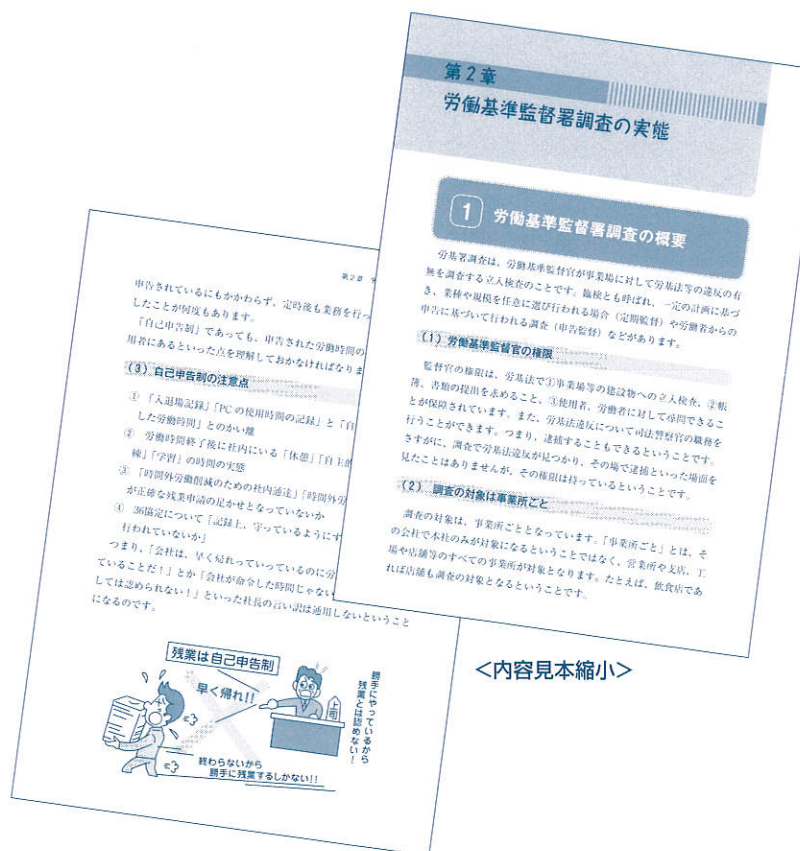 第2章
労働基準監督署調査の実態
1 労働基準監督署調査の概要
労基署調査は、労働基準監督官が事業場に対して労基法等の違反の有
無を調査する立入検査のことです。臨検とも呼ばれ、一定の計画に基づ
き、業種や規模を任意に選び行われる場合（定期監督）や労働者からの
申告に基づいて行われる調査（申告監督）などがあります。
（1） 労働基準監督官の権限
監督官の権限は、労基法で①事業場等の建設物への立入検査、②帳
簿、書類の提出を求めること、③使用者、労働者に対して尋問できるこ
とが保障されています。また、労基法違反について司法警察官の職務を
行うことができます。つまり、逮捕することもできるということです。
さすがに、調査で労基法違反が見つかり、その場で逮捕といった場面を
見たことはありませんが、その権限は持っているということです。
（2） 調査の対象は事業所ごと
調査の対象は、事業所ごととなっています。「事業所ごと」とは、そ
の会社で本社のみが対象になるということではなく、営業所や支店、工
場や店舗等のすべての事業所が対象となります。たとえば、飲食店であ
れば店舗も調査の対象となるということです。
第2章
申告されているにもかかわらず、定時後も業務を行っ
したことが何度もあります。
「自己申告制」であっても、申告された労働時間の
用者にあるといった点を理解しておかなければなりま
（3） 自己申告制の注意点
① 「入退場記録」「PCの使用時間の記録」と「自
した労働時間」とのかい離
② 労働時間終了後に社内にいる「休憩」「自主的
練」「学習」の時間の実態
③ 「時間外労働削減のための社内通達」「時間外労
が正確な残業申請の足かせとなっていないか
④ 36協定について「記録上、守っているようにす
行われていないか」
つまり、「会社は、早く帰れっていっているのに労
ていることだ！」とか「会社が命令した時間じゃない
しては認められない！」といった社長の言い訳は通用しないということ
になるのです。
残業は自己申告制
早く帰れ!!
上司
勝手にやっているから
残業とは認めない！
終わらないから
勝手に残業するしかない!!
＜内容見本縮小＞